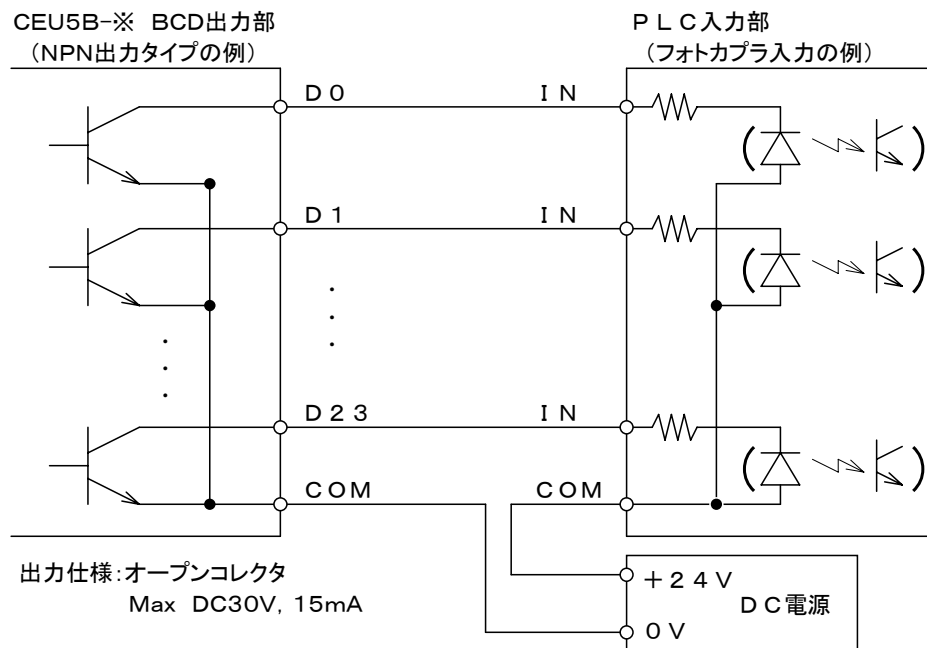 CEU5B-※ BCD出力部
(NPN出力タイプの例)
PLC入力部
(フォトカプラ入力の例)
D0
IN
D1
IN
D23
IN
COM
COM
出力仕様:オープンコレクタ
Max DC30V, 15mA
+24V
DC電源
0V